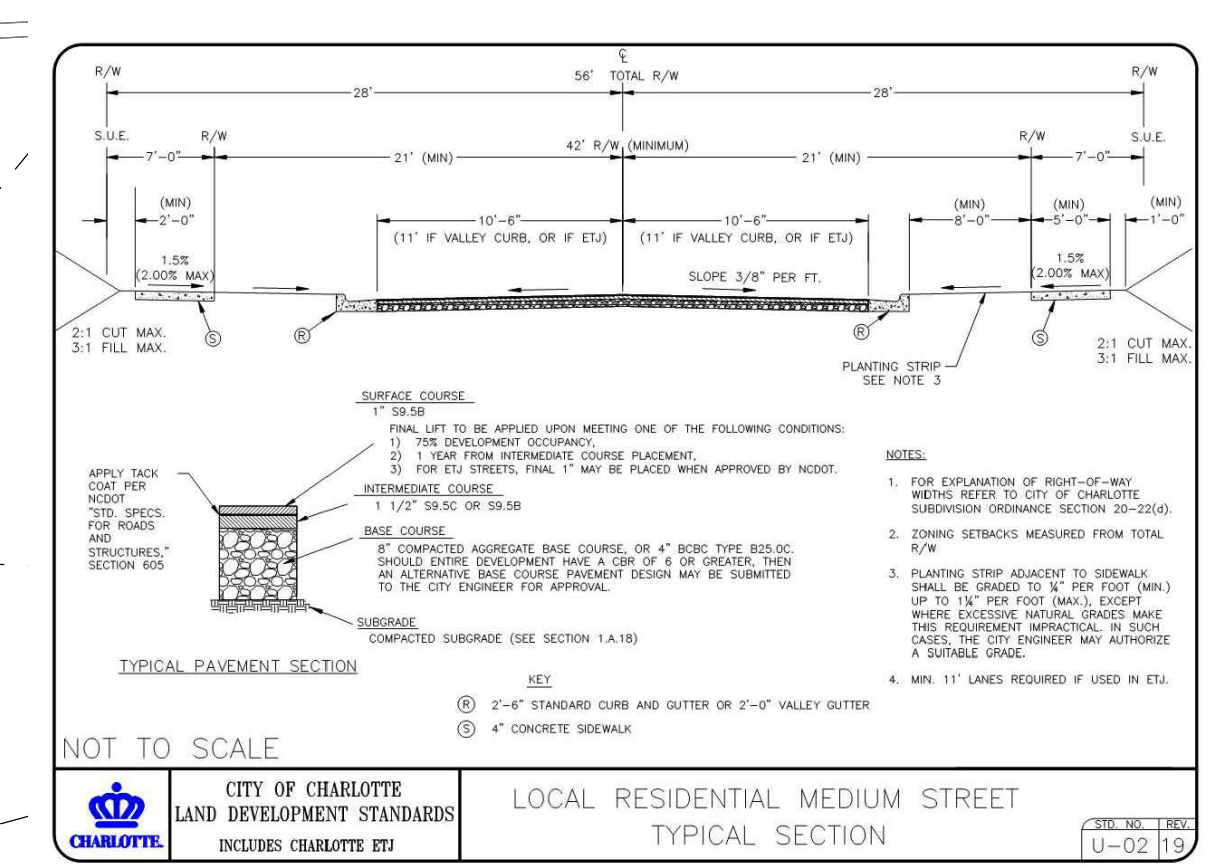 ℄
R/W
56' TOTAL R/W
R/W
28'
28'
S.U.E.
R/W
42' R/W (MINIMUM)
R/W
S.U.E.
7'-0"
21' (MIN)
21' (MIN)
7'-0"
(MIN)
2'-0"
10'-6"
(11' IF VALLEY CURB, OR IF ETJ)
10'-6"
(11' IF VALLEY CURB, OR IF ETJ)
(MIN)
8'-0"
(MIN)
5'-0"
(MIN)
1'-0"
1.5%
(2.00% MAX)
SLOPE 3/8" PER FT.
1.5%
(2.00% MAX)
2:1 CUT MAX.
3:1 FILL MAX.
S
R
R
S
2:1 CUT MAX.
3:1 FILL MAX.
PLANTING STRIP
SEE NOTE 3
SURFACE COURSE
1" S9.5B
FINAL LIFT TO BE APPLIED UPON MEETING ONE OF THE FOLLOWING CONDITIONS:
1) 75% DEVELOPMENT OCCUPANCY,
2) 1 YEAR FROM INTERMEDIATE COURSE PLACEMENT,
3) FOR ETJ STREETS, FINAL 1" MAY BE PLACED WHEN APPROVED BY NCDOT.
APPLY TACK
COAT PER
NCDOT
"STD. SPECS.
FOR ROADS
AND
STRUCTURES,"
SECTION 605
INTERMEDIATE COURSE
1 1/2" S9.5C OR S9.5B
BASE COURSE
8" COMPACTED AGGREGATE BASE COURSE, OR 4" BCBC TYPE B25.0C.
SHOULD ENTIRE DEVELOPMENT HAVE A CBR OF 6 OR GREATER, THEN
AN ALTERNATIVE BASE COURSE PAVEMENT DESIGN MAY BE SUBMITTED
TO THE CITY ENGINEER FOR APPROVAL.
SUBGRADE
COMPACTED SUBGRADE (SEE SECTION 1.A.18)
TYPICAL PAVEMENT SECTION
KEY
R 2'-6" STANDARD CURB AND GUTTER OR 2'-0" VALLEY GUTTER
S 4" CONCRETE SIDEWALK
NOTES:
1. FOR EXPLANATION OF RIGHT-OF-WAY
WIDTHS REFER TO CITY OF CHARLOTTE
SUBDIVISION ORDINANCE SECTION 20-22(d).
2. ZONING SETBACKS MEASURED FROM TOTAL
R/W
3. PLANTING STRIP ADJACENT TO SIDEWALK
SHALL BE GRADED TO ¼" PER FOOT (MIN.)
UP TO 1¼" PER FOOT (MAX.), EXCEPT
WHERE EXCESSIVE NATURAL GRADES MAKE
THIS REQUIREMENT IMPRACTICAL. IN SUCH
CASES, THE CITY ENGINEER MAY AUTHORIZE
A SUITABLE GRADE.
4. MIN. 11' LANES REQUIRED IF USED IN ETJ.
NOT TO SCALE
CHARLOTTE.
CITY OF CHARLOTTE
LAND DEVELOPMENT STANDARDS
INCLUDES CHARLOTTE ETJ
LOCAL RESIDENTIAL MEDIUM STREET
TYPICAL SECTION
STD. NO. REV.
U-02 19